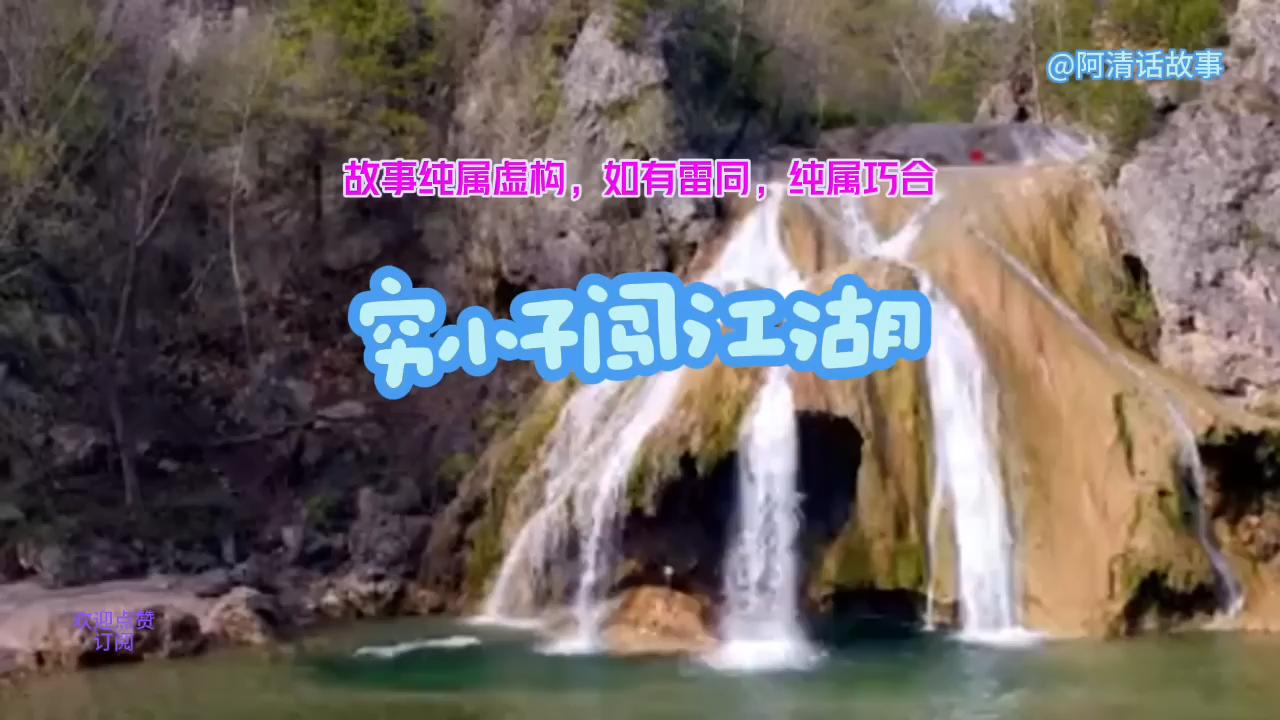 @阿清话故事
故事纯属虚构，如有雷同，纯属巧合
穷小子闯江湖
欢迎点赞
订阅